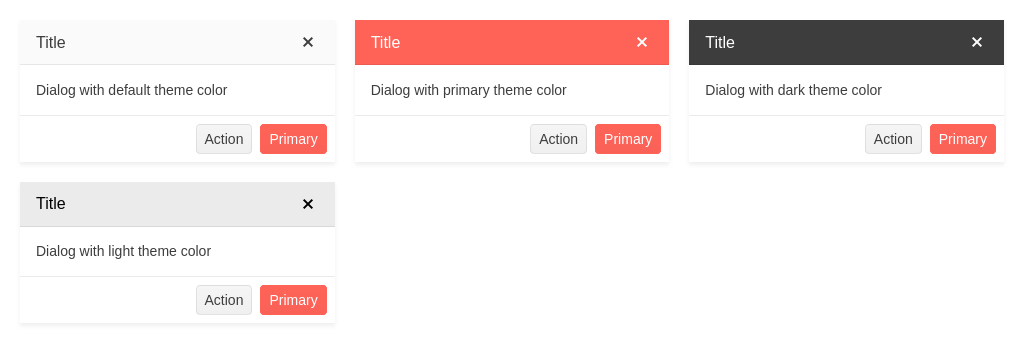 Title
Dialog with default theme color
Action Primary
Title
Dialog with primary theme color
Action Primary
Title
Dialog with dark theme color
Action Primary
Title
Dialog with light theme color
Action Primary